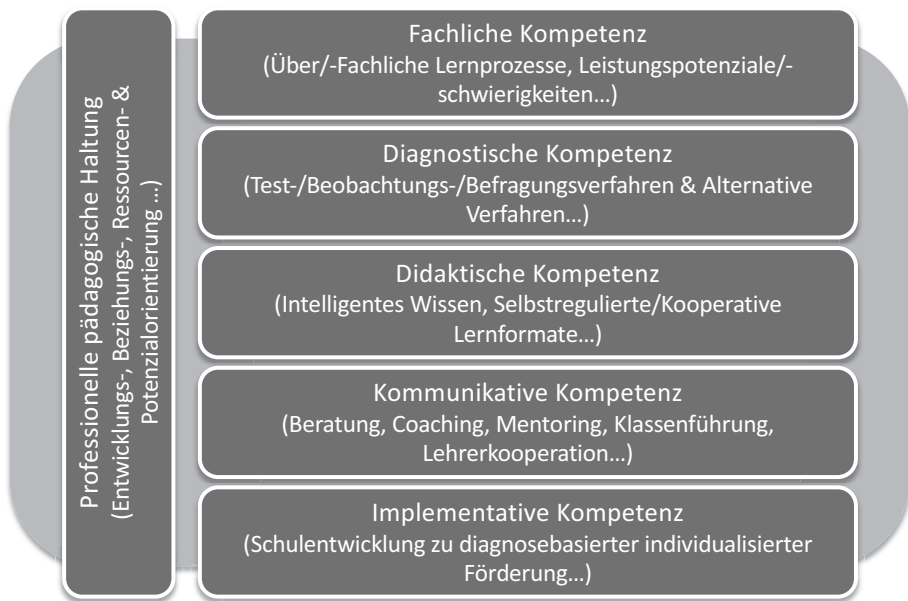 Professionelle pädagogische Haltung
(Entwicklungs-, Beziehungs-, Ressourcen- &
Potenzialorientierung ...)
Fachliche Kompetenz
(Über/-Fachliche Lernprozesse, Leistungspotenziale/-
schwierigkeiten…)
Diagnostische Kompetenz
(Test-/Beobachtungs-/Befragungsverfahren & Alternative
Verfahren…)
Didaktische Kompetenz
(Intelligentes Wissen, Selbstregulierte/Kooperative
Lernformate…)
Kommunikative Kompetenz
(Beratung, Coaching, Mentoring, Klassenführung,
Lehrerkooperation…)
Implementative Kompetenz
(Schulentwicklung zu diagnosebasierter individualisierter
Förderung…)